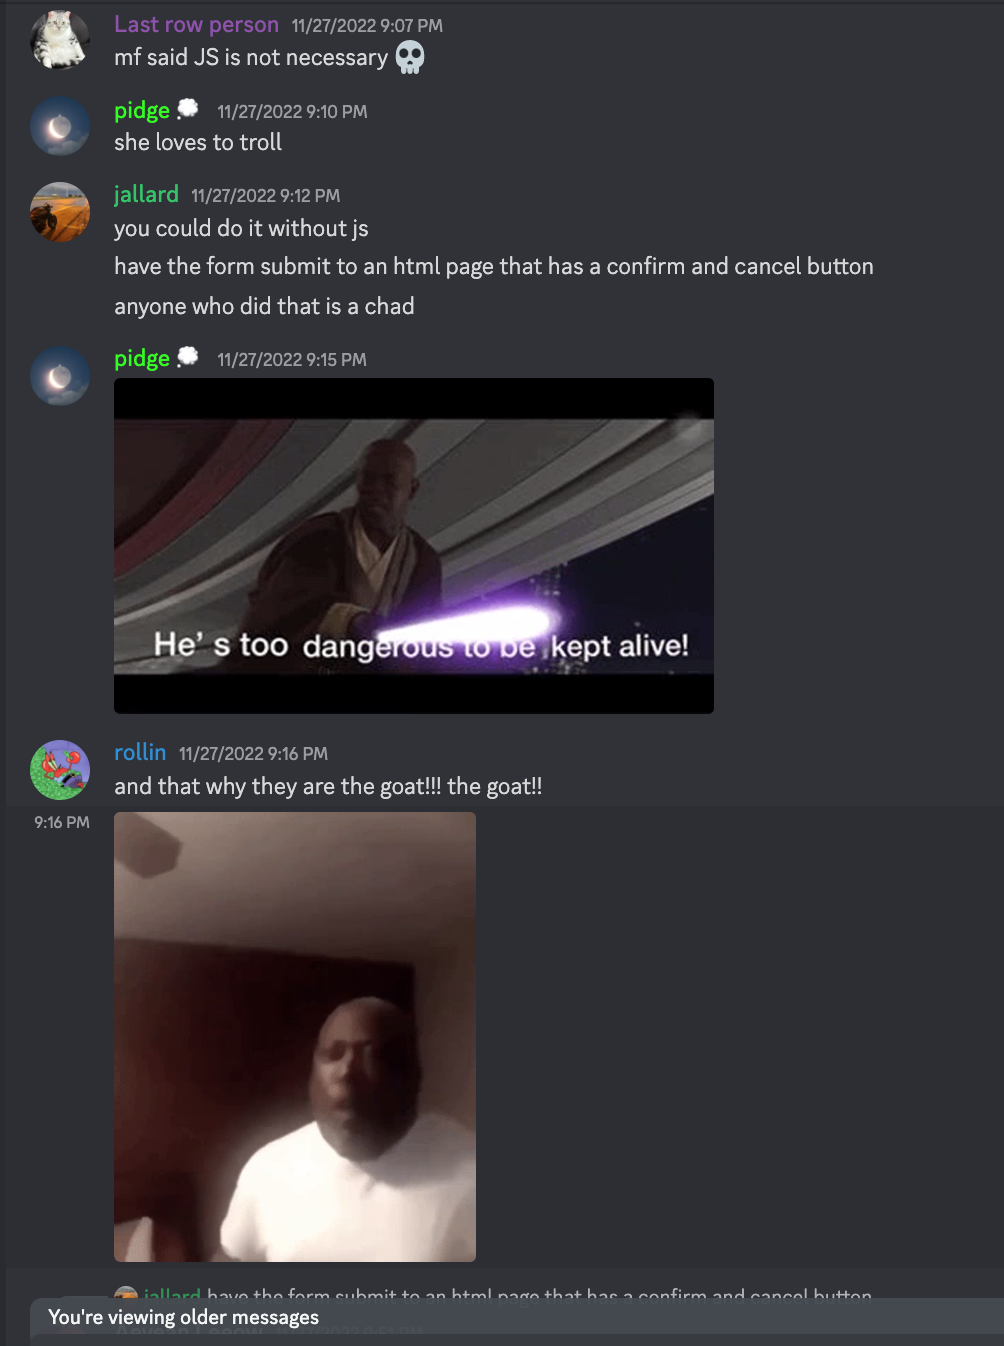 Last row person 11/27/2022 9:07 PM
mf said JS is not necessary 💀
pidge 💭 11/27/2022 9:10 PM
she loves to troll
jallard 11/27/2022 9:12 PM
you could do it without js
have the form submit to an html page that has a confirm and cancel button
anyone who did that is a chad
pidge 💭 11/27/2022 9:15 PM
He' s too dangerous to be kept alive!
rollin 11/27/2022 9:16 PM
and that why they are the goat!!! the goat!!
9:16 PM
jallard have the form submit to an html page that has a confirm and cancel button
You're viewing older messages